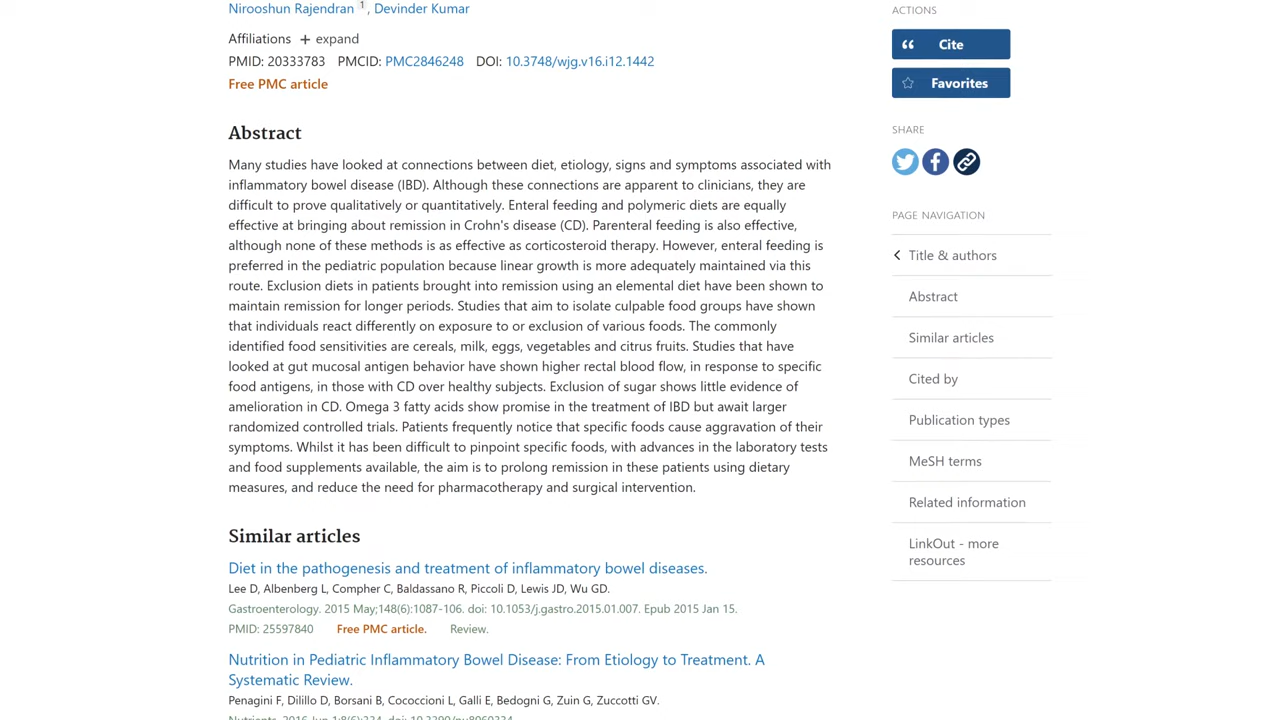 Nirooshun Rajendran 1, Devinder Kumar
Affiliations + expand
PMID: 20333783 PMCID: PMC2846248 DOI: 10.3748/wjg.v16.i12.1442
Free PMC article
Abstract
Many studies have looked at connections between diet, etiology, signs and symptoms associated with
inflammatory bowel disease (IBD). Although these connections are apparent to clinicians, they are
difficult to prove qualitatively or quantitatively. Enteral feeding and polymeric diets are equally
effective at bringing about remission in Crohn's disease (CD). Parenteral feeding is also effective,
although none of these methods is as effective as corticosteroid therapy. However, enteral feeding is
preferred in the pediatric population because linear growth is more adequately maintained via this
route. Exclusion diets in patients brought into remission using an elemental diet have been shown to
maintain remission for longer periods. Studies that aim to isolate culpable food groups have shown
that individuals react differently on exposure to or exclusion of various foods. The commonly
identified food sensitivities are cereals, milk, eggs, vegetables and citrus fruits. Studies that have
looked at gut mucosal antigen behavior have shown higher rectal blood flow, in response to specific
food antigens, in those with CD over healthy subjects. Exclusion of sugar shows little evidence of
amelioration in CD. Omega 3 fatty acids show promise in the treatment of IBD but await larger
randomized controlled trials. Patients frequently notice that specific foods cause aggravation of their
symptoms. Whilst it has been difficult to pinpoint specific foods, with advances in the laboratory tests
and food supplements available, the aim is to prolong remission in these patients using dietary
measures, and reduce the need for pharmacotherapy and surgical intervention.
Similar articles
Diet in the pathogenesis and treatment of inflammatory bowel diseases.
Lee D, Albenberg L, Compher C, Baldassano R, Piccoli D, Lewis JD, Wu GD.
Gastroenterology. 2015 May;148(6):1087-106. doi: 10.1053/j.gastro.2015.01.007. Epub 2015 Jan 15.
PMID: 25597840 Free PMC article. Review.
Nutrition in Pediatric Inflammatory Bowel Disease: From Etiology to Treatment. A
Systematic Review.
Penagini F, Dilillo D, Borsani B, Cococcioni L, Galli E, Bedogni G, Zuin G, Zuccotti GV.
Nutrients. 2016 Jun 1;8(6):334. doi: 10.3390/nu8060334.
ACTIONS
Cite
Favorites
SHARE
PAGE NAVIGATION
Title & authors
Abstract
Similar articles
Cited by
Publication types
MeSH terms
Related information
LinkOut - more
resources